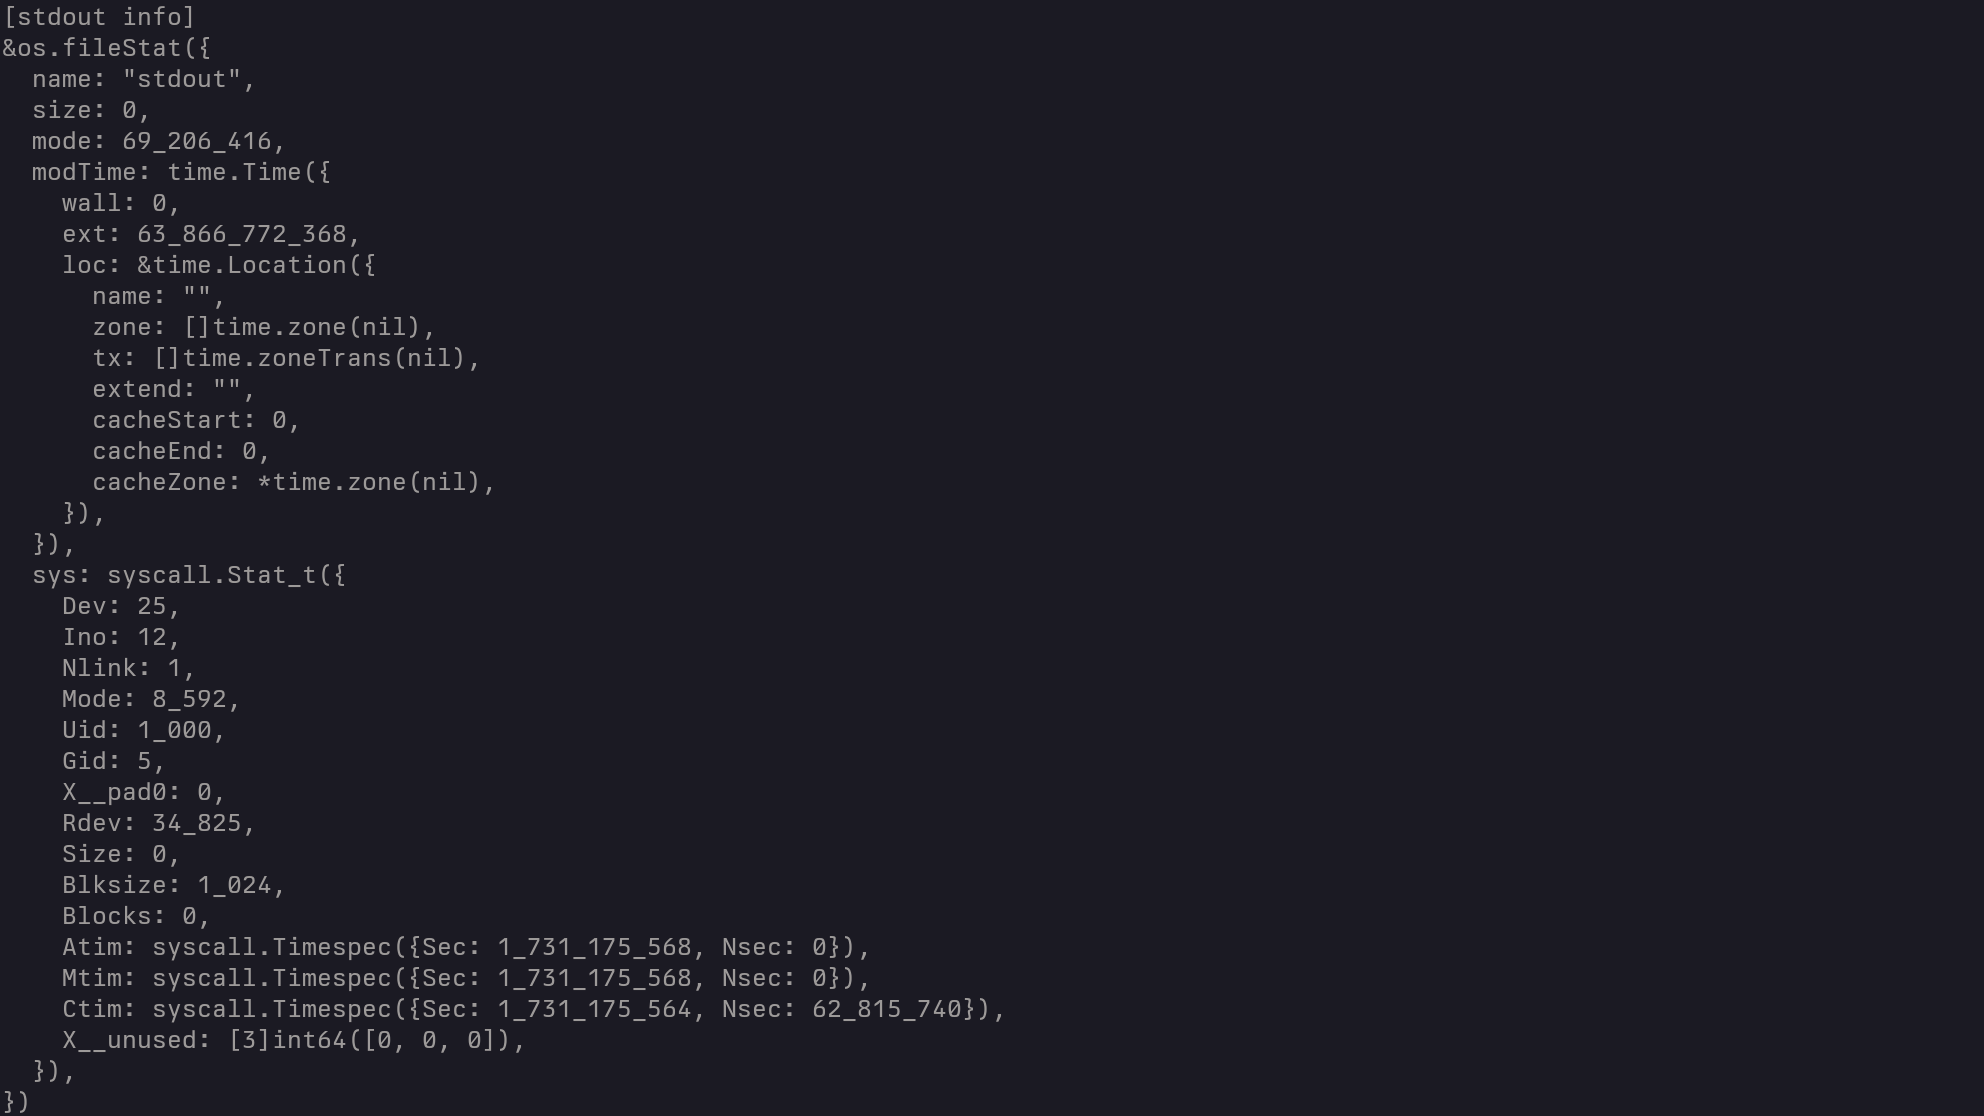 [stdout info]
&os.fileStat({
  name: "stdout",
  size: 0,
  mode: 69_206_416,
  modTime: time.Time({
    wall: 0,
    ext: 63_866_772_368,
    loc: &time.Location({
      name: "",
      zone: []time.zone(nil),
      tx: []time.zoneTrans(nil),
      extend: "",
      cacheStart: 0,
      cacheEnd: 0,
      cacheZone: *time.zone(nil),
    }),
  }),
  sys: syscall.Stat_t({
    Dev: 25,
    Ino: 12,
    Nlink: 1,
    Mode: 8_592,
    Uid: 1_000,
    Gid: 5,
    X__pad0: 0,
    Rdev: 34_825,
    Size: 0,
    Blksize: 1_024,
    Blocks: 0,
    Atim: syscall.Timespec({Sec: 1_731_175_568, Nsec: 0}),
    Mtim: syscall.Timespec({Sec: 1_731_175_568, Nsec: 0}),
    Ctim: syscall.Timespec({Sec: 1_731_175_564, Nsec: 62_815_740}),
    X__unused: [3]int64([0, 0, 0]),
  }),
})